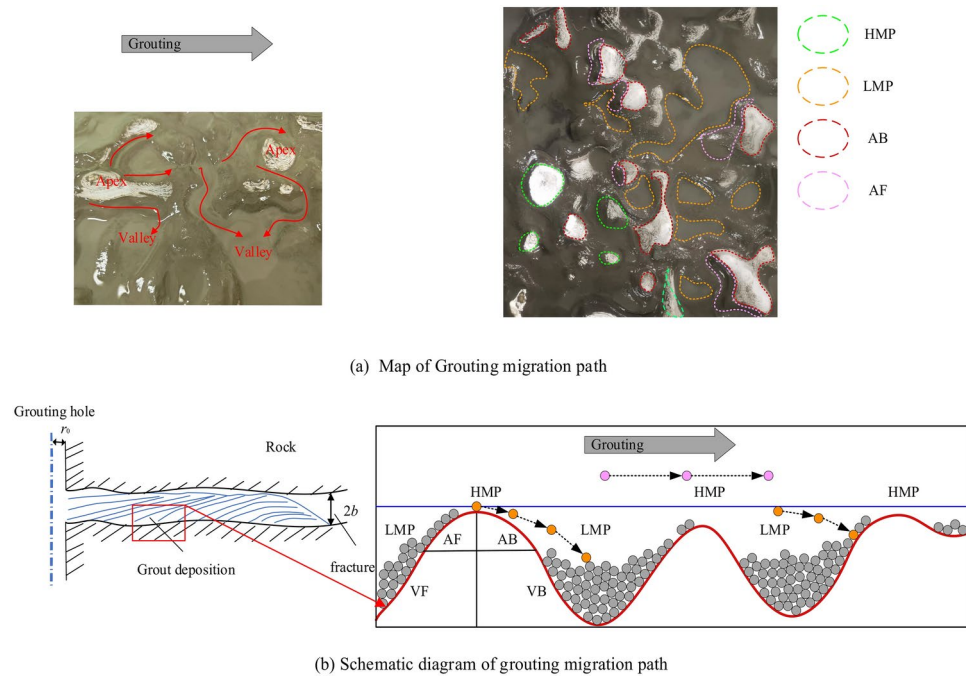 Grouting
HMP
LMP
AB
AF
Apex
Apex
Valley
Valley
(a) Map of Grouting migration path
Grouting hole
r₀
Rock
2b
Grout deposition
fracture
Grouting
HMP
HMP
HMP
LMP
LMP
LMP
AF
AB
VF
VB
(b) Schematic diagram of grouting migration path